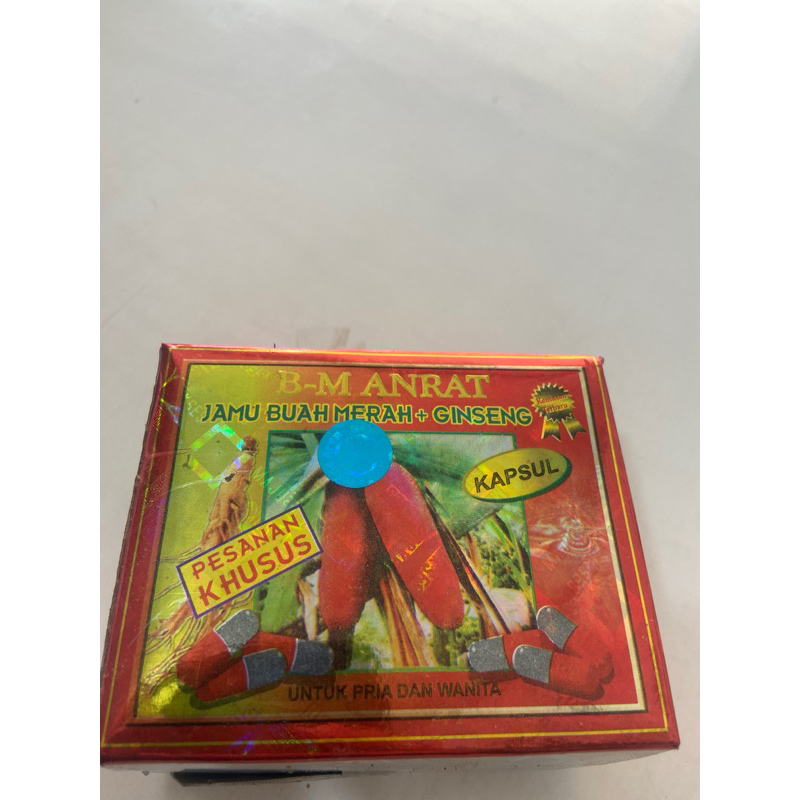 B-M ANRAT
JAMU BUAH MERAH + GINSENG
KAPSUL
PESANAN
KHUSUS
UNTUK PRIA DAN WANITA